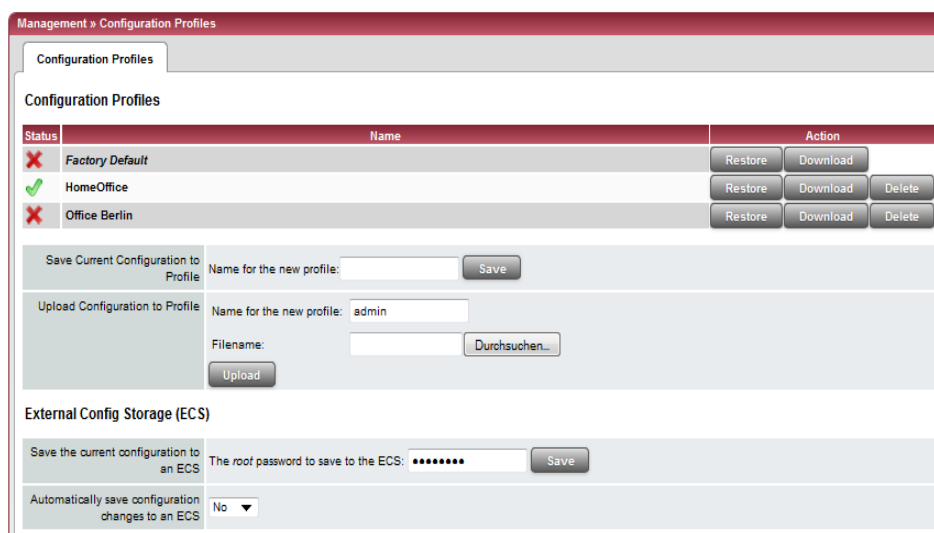 Management » Configuration Profiles
Configuration Profiles
Configuration Profiles
Status Name Action
Factory Default Restore Download
HomeOffice Restore Download Delete
Office Berlin Restore Download Delete
Save Current Configuration to
Profile
Name for the new profile: Save
Upload Configuration to Profile
Name for the new profile: admin
Filename: Durchsuchen...
Upload
External Config Storage (ECS)
Save the current configuration to
an ECS
The root password to save to the ECS: •••••••• Save
Automatically save configuration
changes to an ECS
No